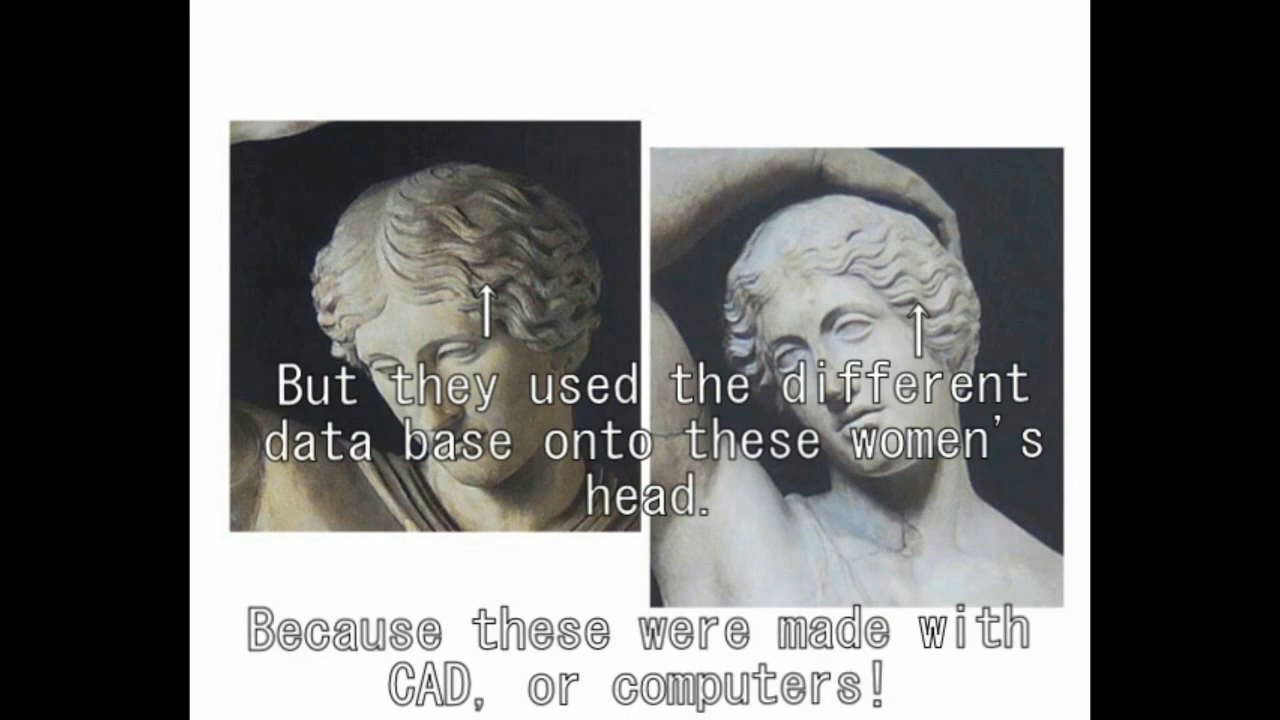 But they used the different
data base onto these women's
head.
Because these were made with
CAD, or computers!